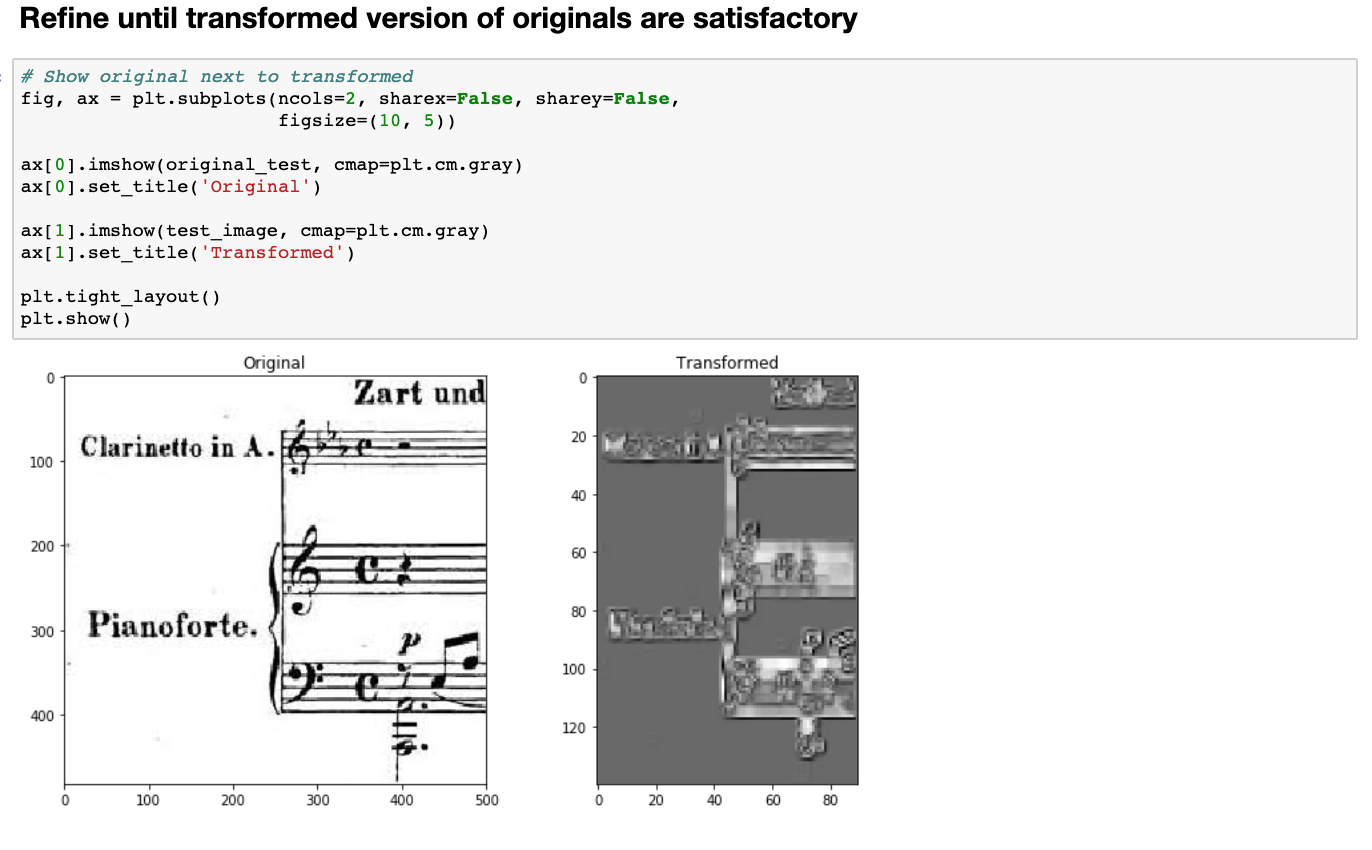 Refine until transformed version of originals are satisfactory
# Show original next to transformed
fig, ax = plt.subplots(ncols=2, sharex=False, sharey=False,
figsize=(10, 5))
ax[0].imshow(original_test, cmap=plt.cm.gray)
ax[0].set_title('Original')
ax[1].imshow(test_image, cmap=plt.cm.gray)
ax[1].set_title('Transformed')
plt.tight_layout()
plt.show()
Original
0
100
200
300
400
Zart und
Clarinetto in A.
Pianoforte.
p
0 100 200 300 400 500
Transformed
0
20
40
60
80
100
120
0 20 40 60 80